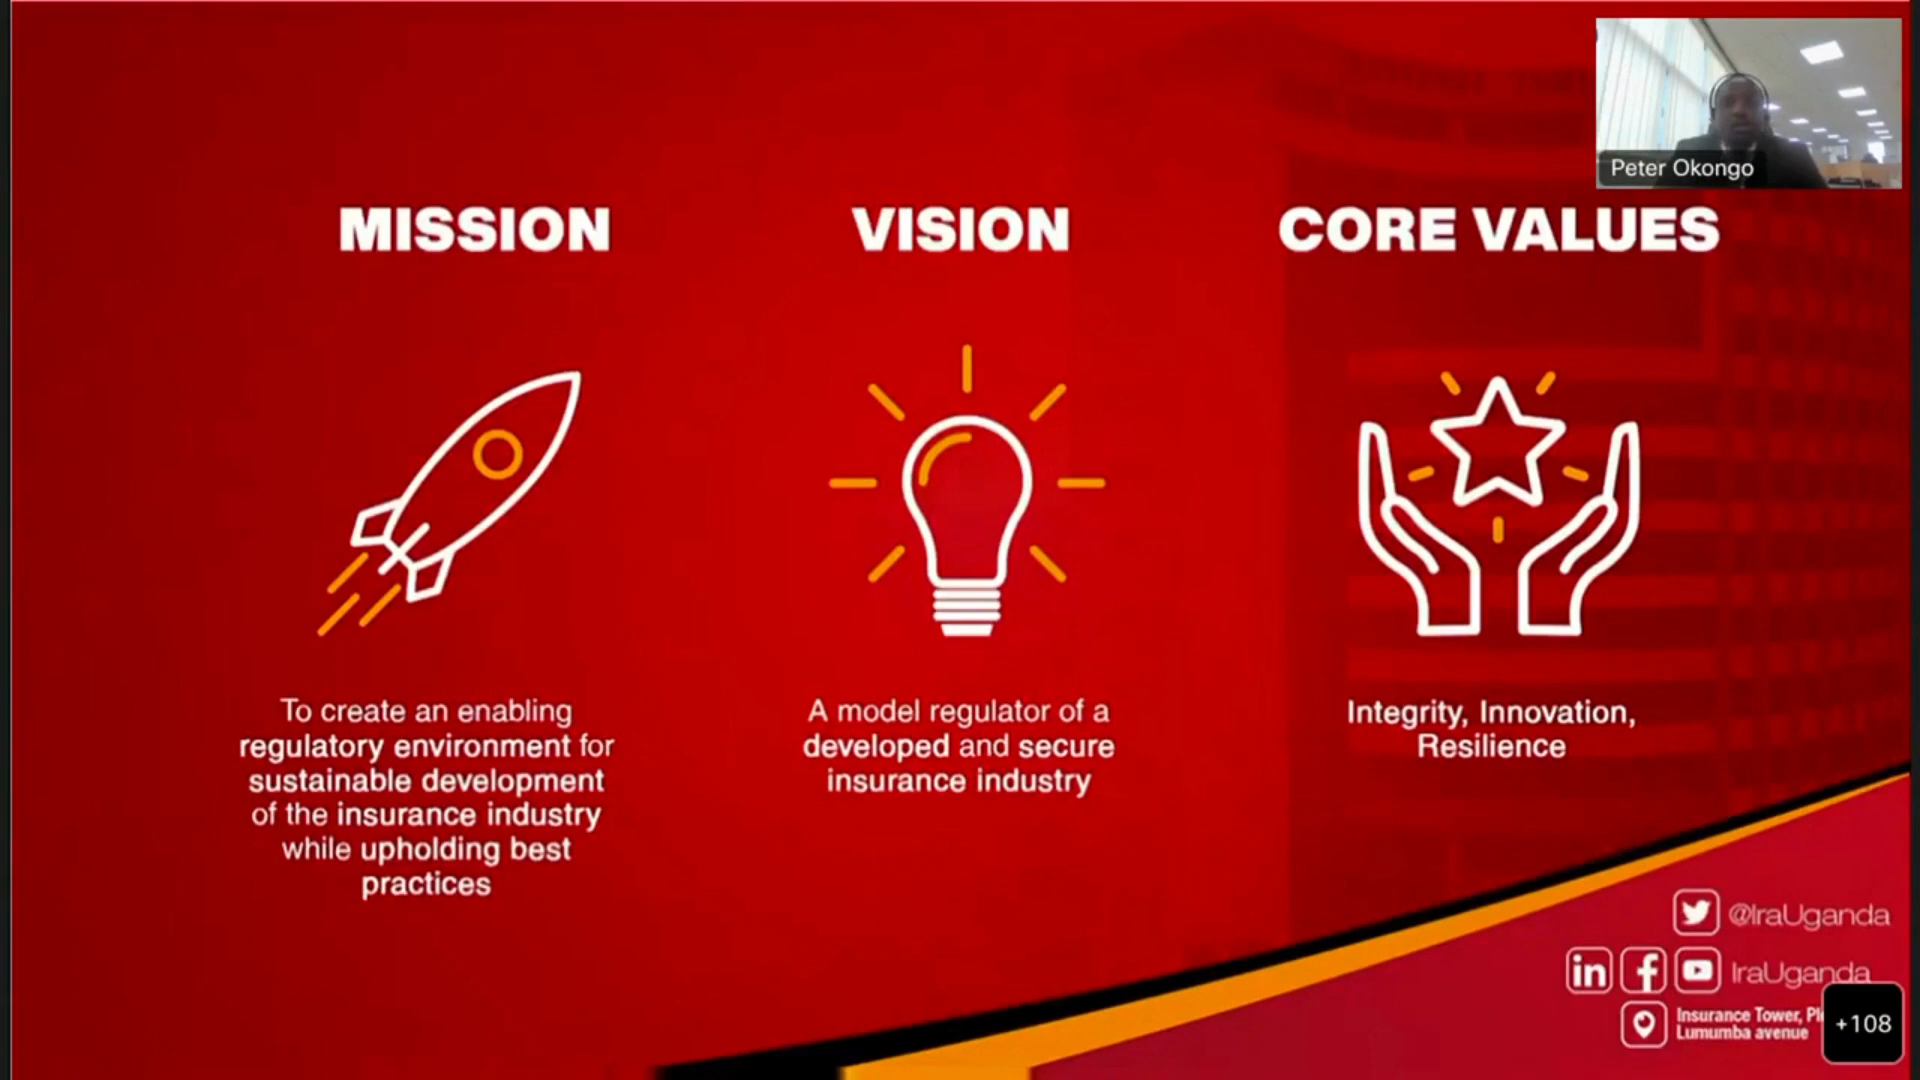 Peter Okongo
MISSION
VISION
CORE VALUES
To create an enabling
regulatory environment for
sustainable development
of the insurance industry
while upholding best
practices
A model regulator of a
developed and secure
insurance industry
Integrity, Innovation,
Resilience
@IraUganda
in
IraUganda
Insurance Tower,
Lumumba avenue
+108